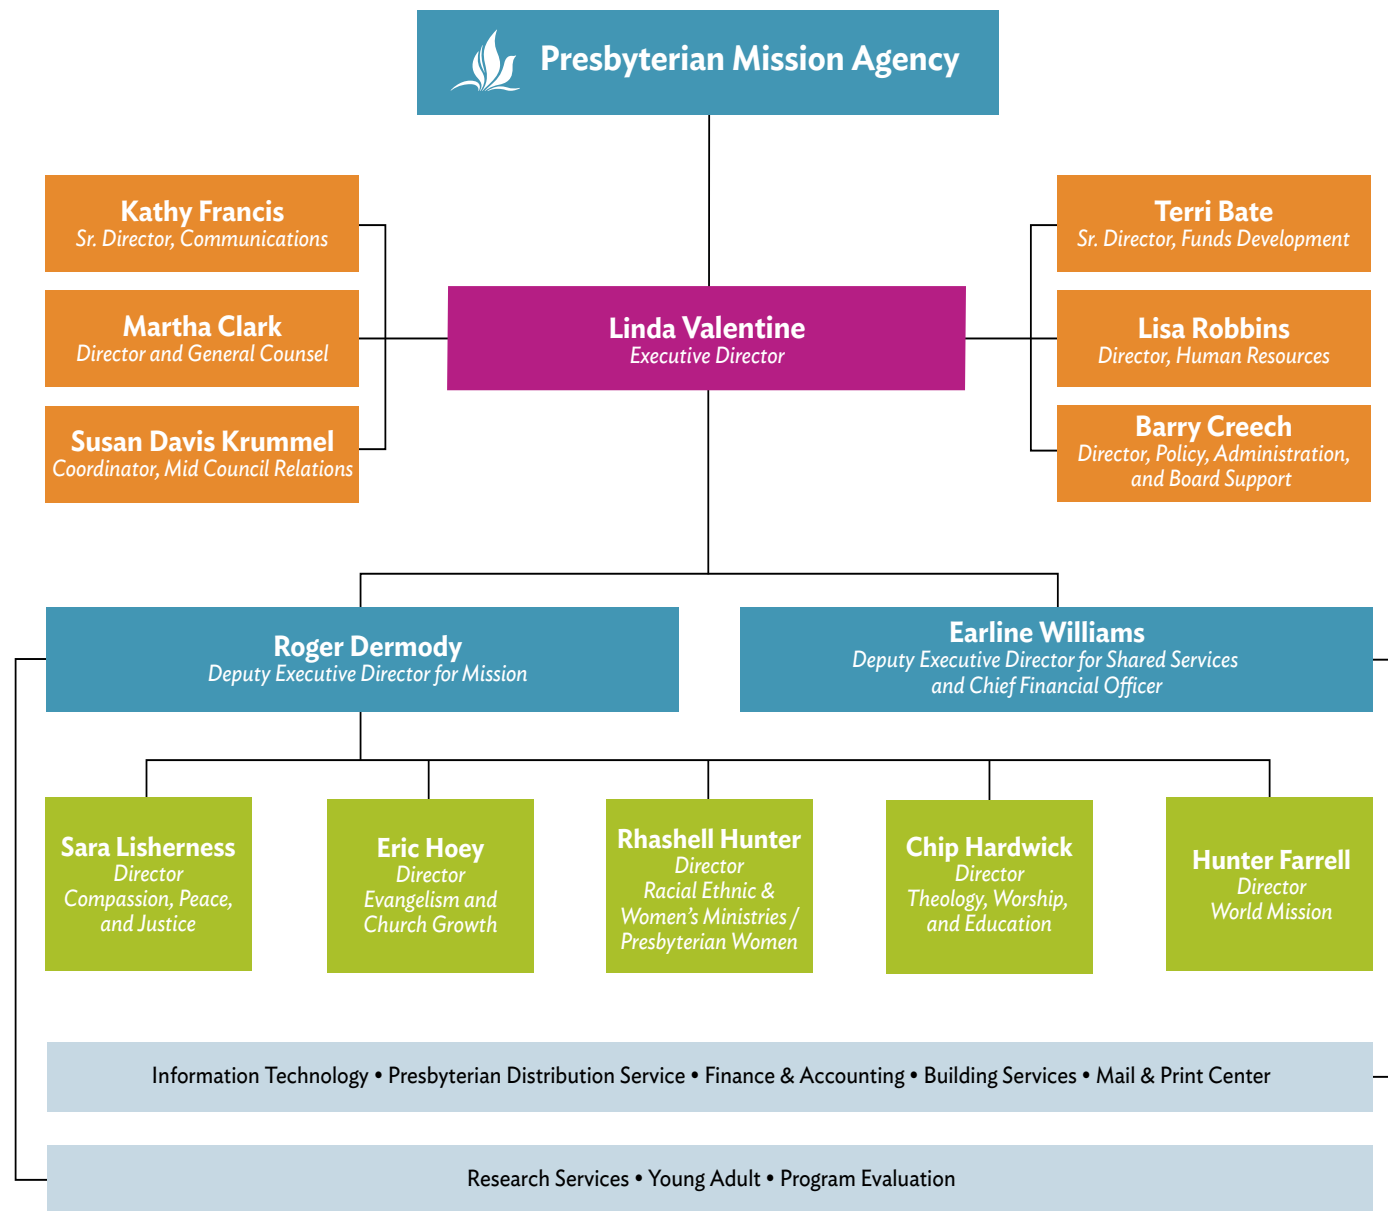 Presbyterian Mission Agency
Kathy Francis
Sr. Director, Communications
Martha Clark
Director and General Counsel
Susan Davis Krummel
Coordinator, Mid Council Relations
Linda Valentine
Executive Director
Terri Bate
Sr. Director, Funds Development
Lisa Robbins
Director, Human Resources
Barry Creech
Director, Policy, Administration,
and Board Support
Roger Dermody
Deputy Executive Director for Mission
Earline Williams
Deputy Executive Director for Shared Services
and Chief Financial Officer
Sara Lisherness
Director
Compassion, Peace,
and Justice
Eric Hoey
Director
Evangelism and
Church Growth
Rhashell Hunter
Director
Racial Ethnic &
Women's Ministries /
Presbyterian Women
Chip Hardwick
Director
Theology, Worship,
and Education
Hunter Farrell
Director
World Mission
Information Technology • Presbyterian Distribution Service • Finance & Accounting • Building Services • Mail & Print Center
Research Services • Young Adult • Program Evaluation